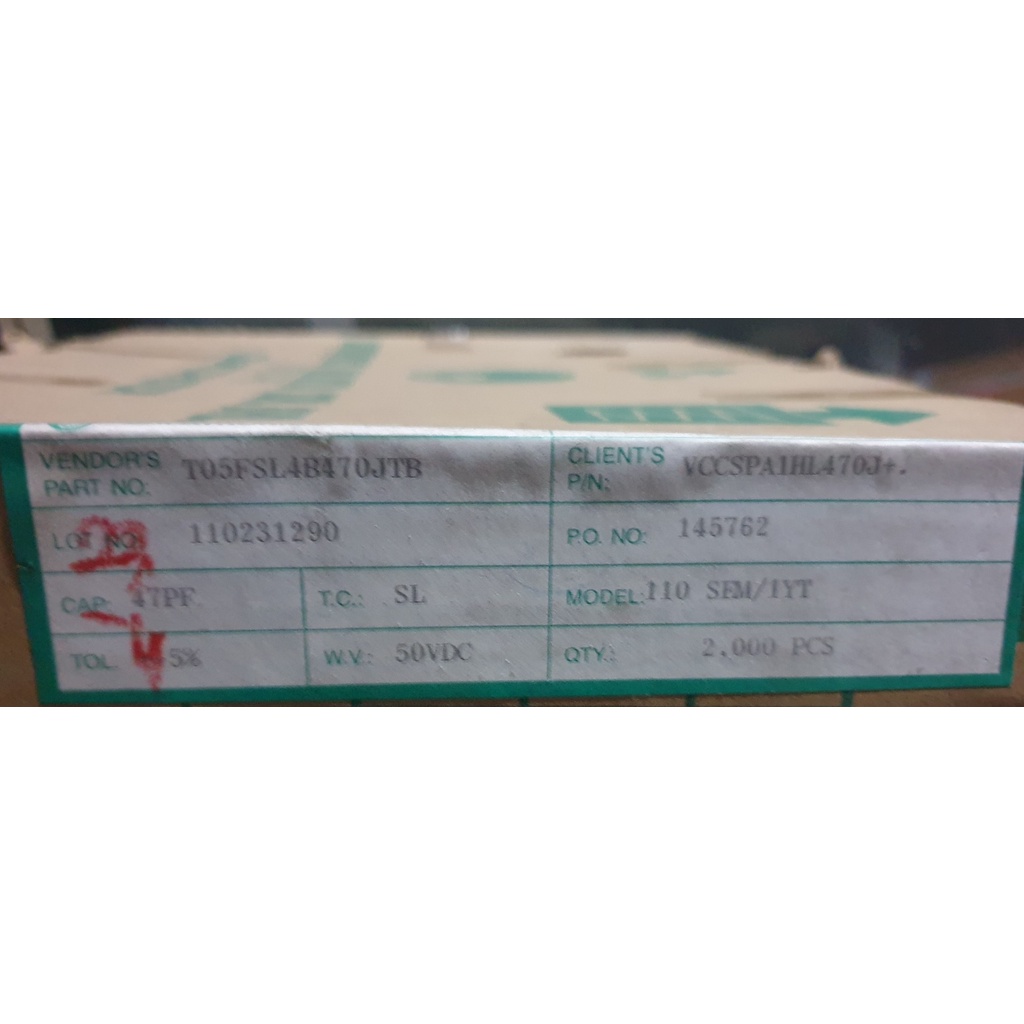 VENDOR'S PART NO: T05FSL4B470JTB
CLIENT'S P/N: VCCSPA1HL470J+.
LOT NO: 110231290
P.O. NO: 145762
CAP: 47PF
T.C.: SL
MODEL: 110 SFM/1YT
TOL. 5%
W.V.: 50VDC
QTY.: 2,000 PCS